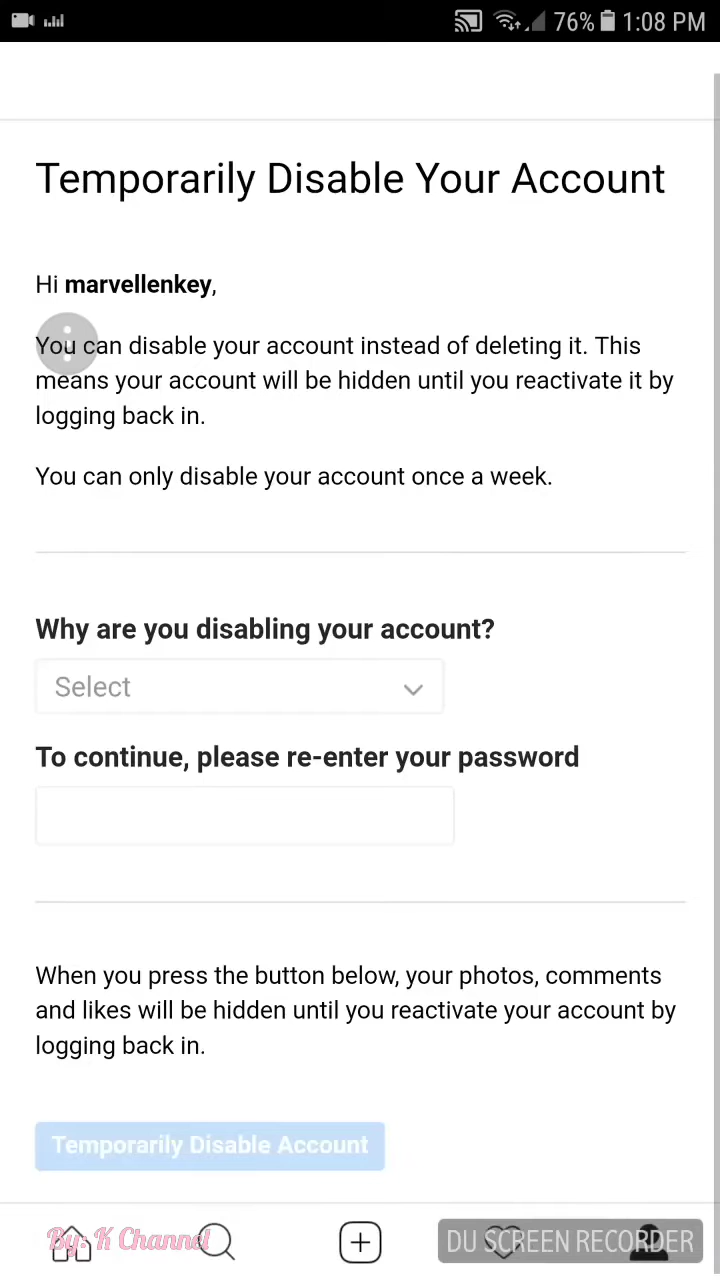 76% 1:08 PM
Temporarily Disable Your Account
Hi marvellenkey,
You can disable your account instead of deleting it. This
means your account will be hidden until you reactivate it by
logging back in.
You can only disable your account once a week.
Why are you disabling your account?
Select
To continue, please re-enter your password
When you press the button below, your photos, comments
and likes will be hidden until you reactivate your account by
logging back in.
Temporarily Disable Account
By: K Channel
DU SCREEN RECORDER